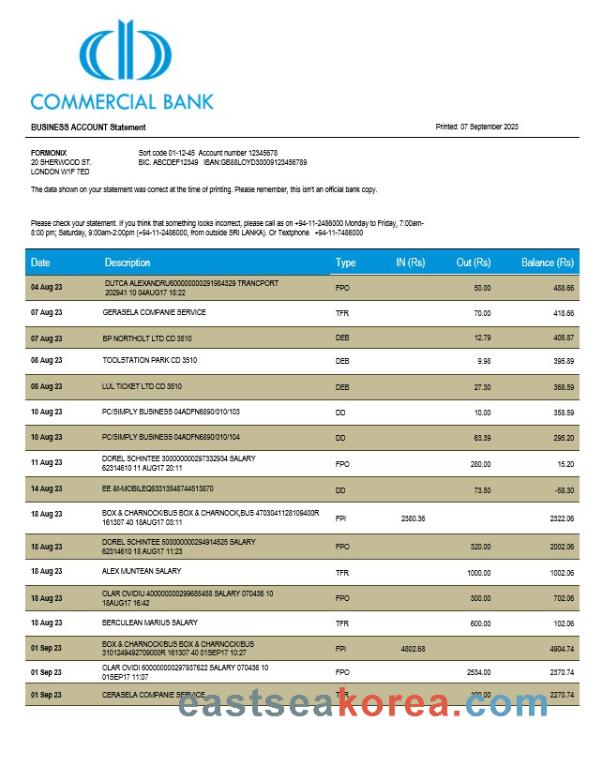 COMMERCIAL BANK
BUSINESS ACCOUNT Statement Printed: 07 September 2023
FORMONIX Sort code 01-12-45 Account number 12345678
20 SHERWOOD ST. BIC. ABCDEF12349 IBAN:GB88LOYD30009123456789
LONDON W1F 7ED
The data shown on your statement was correct at the time of printing. Please remember, this isn't an official bank copy.
Please check your statement. If you think that something looks incorrect, please call as on +94-11-2486000 Monday to Friday, 7:00am-
8:00 pm; Saturday, 9:00am-2:00pm (+94-11-2486000, from outside SRI LANKA). Or Textphone +94-11-7486000
Date Description Type IN (Rs) Out (Rs) Balance (Rs)
04 Aug 23 DUTCA ALEXANDRU600000000291984329 TRANCPORT FPO 50.00 488.66
202941 10 04AUG17 18:22
07 Aug 23 GERASELA COMPANIE SERVICE TFR 70.00 418.66
07 Aug 23 BP NORTHOLT LTD CD 3510 DEB 12.79 405.87
08 Aug 23 TOOLSTATION PARK CD 3510 DEB 9.98 395.89
08 Aug 23 LUL TICKET LTD CD 3510 DEB 27.30 368.59
10 Aug 23 PC/SIMPLY BUSINESS 04ADFN6890/010/103 DD 10.00 358.59
10 Aug 23 PC/SIMPLY BUSINESS 04ADFN6890/010/104 DD 63.39 295.20
11 Aug 23 DOREL SCHINTEE 300000000297332934 SALARY FPO 280.00 15.20
62314610 11 AUG17 20:11
14 Aug 23 EE &t-MOBILEQ63313648744613870 DD 73.50 -58.30
18 Aug 23 BOX & CHARNOCK/BUS BOX & CHARNOCK,BUS 4703041128109400R FPI 2380.36 2322.06
161307 40 18AUG17 03:11
18 Aug 23 DOREL SCHINTEE 500000000294914525 SALARY FPO 320.00 2002.06
62314610 18 AUG17 11:23
18 Aug 23 ALEX MUNTEAN SALARY TFR 1000.00 1002.06
18 Aug 23 OLAR OVIDIU 400000000299688488 SALARY 070436 10 FPO 300.00 702.06
18AUG17 16:42
18 Aug 23 BERCULEAN MARIUS SALARY TFR 600.00 102.06
01 Sep 23 BOX & CHARNOCK/BUS BOX & CHARNOCK/BUS FPI 4802.68 4904.74
3101249492709000R 161307 40 01SEP17 10:27
01 Sep 23 OLAR OVIDI 600000000297937622 SALARY 070436 10 FPO 2534.00 2370.74
01SEP17 11:07
01 Sep 23 CERASELA COMPANIE SERVICE TFR 100.00 2270.74
eastseakorea.com